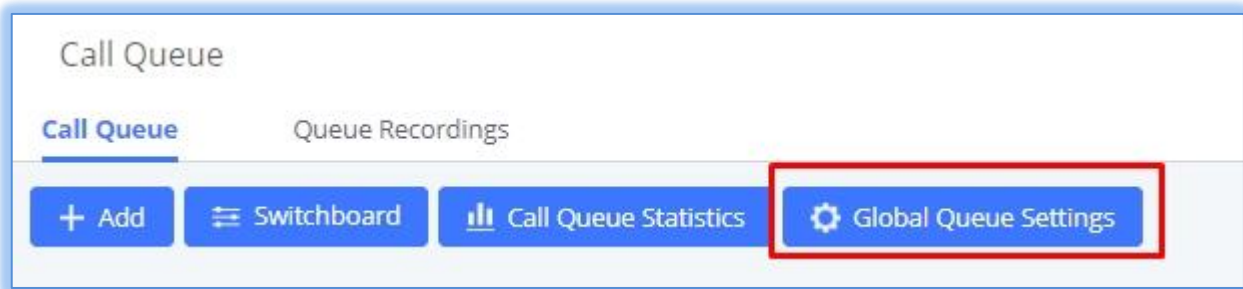 Call Queue
Call Queue Queue Recordings
+ Add Switchboard Call Queue Statistics Global Queue Settings